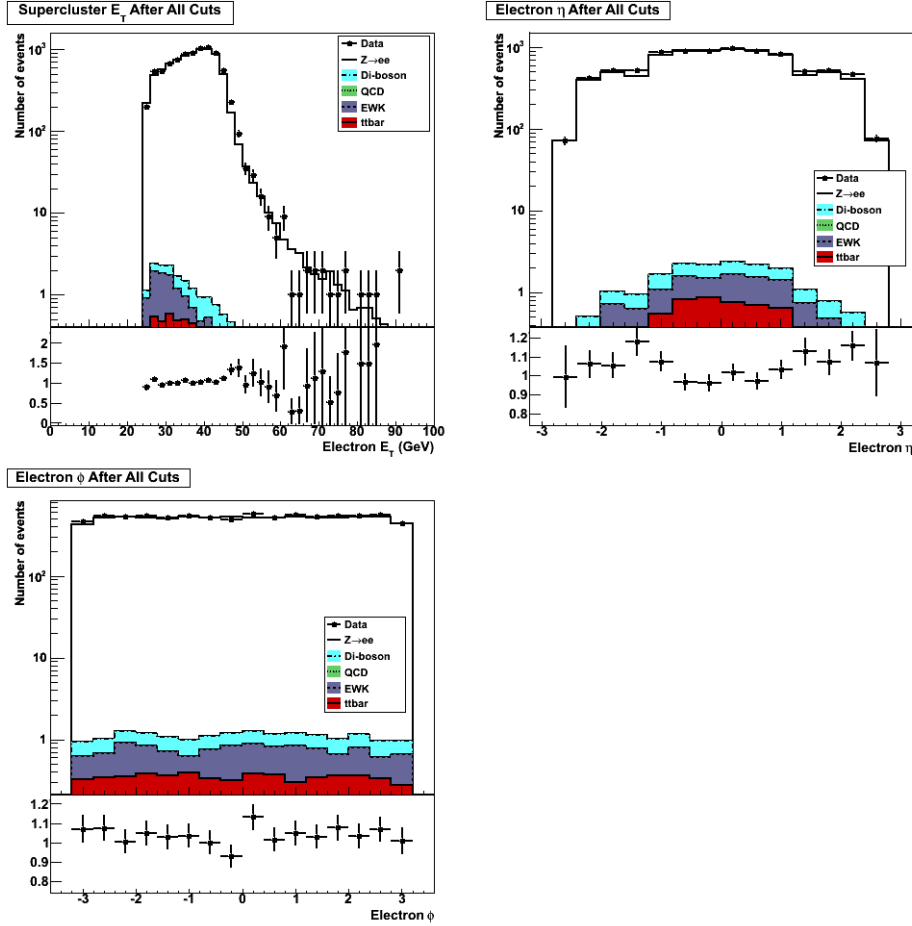 Supercluster E_T After All Cuts
Number of events
10³
10²
10
1
Data
Z→ee
Di-boson
QCD
EWK
ttbar
2
1.5
1
0.5
0
0 10 20 30 40 50 60 70 80 90 100
Electron E_T (GeV)
Electron η After All Cuts
Number of events
10³
10²
10
1
Data
Z→ee
Di-boson
QCD
EWK
ttbar
1.2
1.1
1
0.9
0.8
-3 -2 -1 0 1 2 3
Electron η
Electron ϕ After All Cuts
Number of events
10²
10
1
Data
Z→ee
Di-boson
QCD
EWK
ttbar
1.2
1.1
1
0.9
0.8
-3 -2 -1 0 1 2 3
Electron ϕ